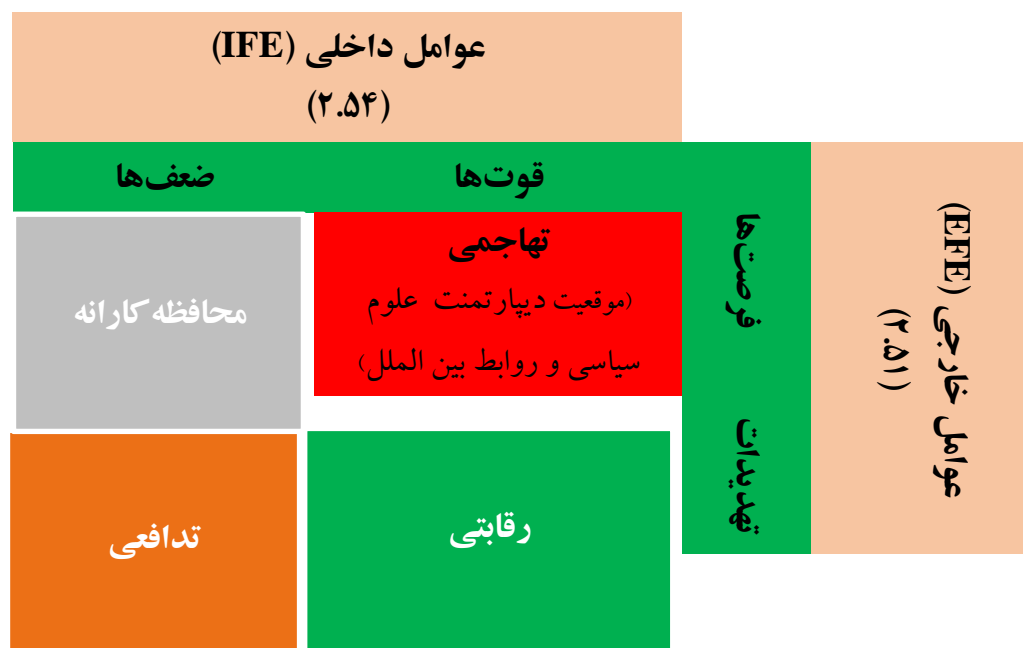 عوامل داخلی (IFE)
(۲.۵۴)
قوت‌ها
ضعف‌ها
عوامل خارجی (EFE)
(۲.۵۱)
فرصت‌ها
تهاجمی
(موقعیت دیپارتمنت علوم
سیاسی و روابط بین الملل)
محافظه کارانه
تهدیدات
رقابتی
تدافعی